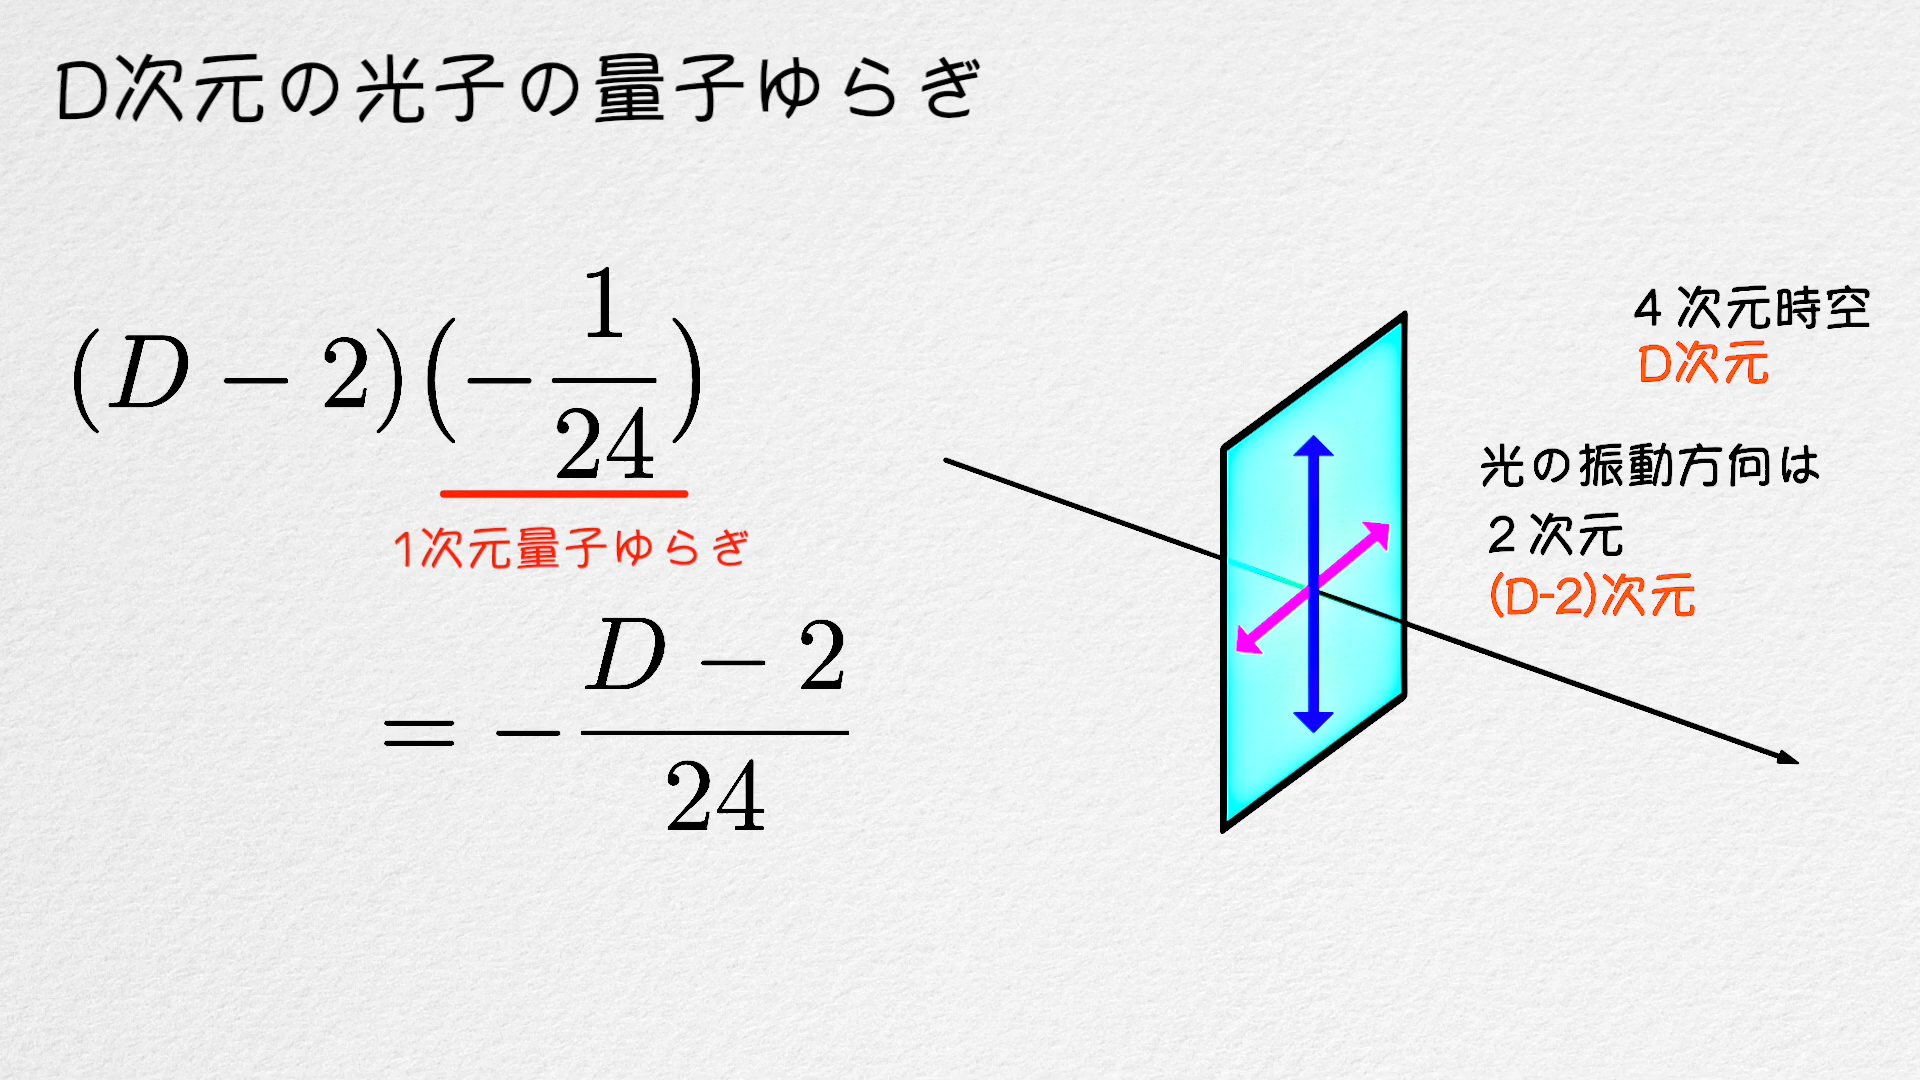 D次元の光子の量子ゆらぎ
(D − 2)(−1/24)
1次元量子ゆらぎ
= − (D − 2)/24
4次元時空
D次元
光の振動方向は
2次元
(D-2)次元